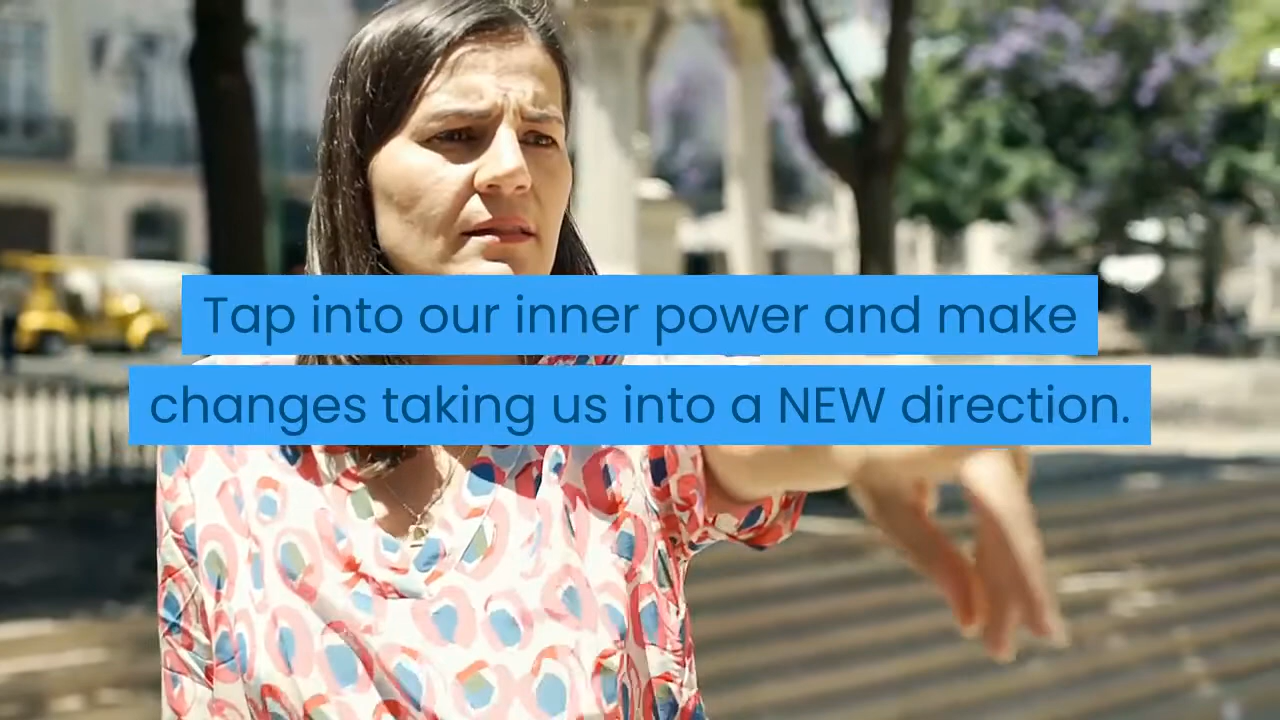 Tap into our inner power and make
changes taking us into a NEW direction.